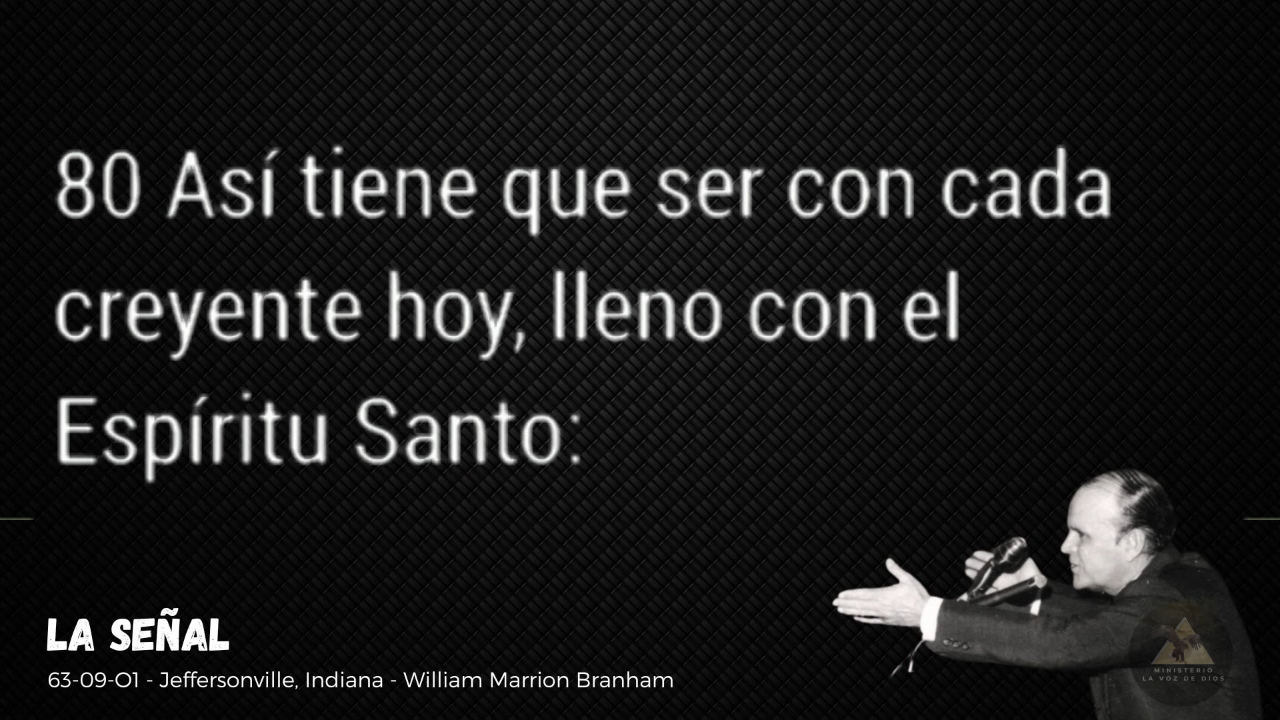 80 Así tiene que ser con cada
creyente hoy, lleno con el
Espíritu Santo:
LA SEÑAL
63-09-O1 - Jeffersonville, Indiana - William Marrion Branham
MINISTERIO
LA VOZ DE DIOS